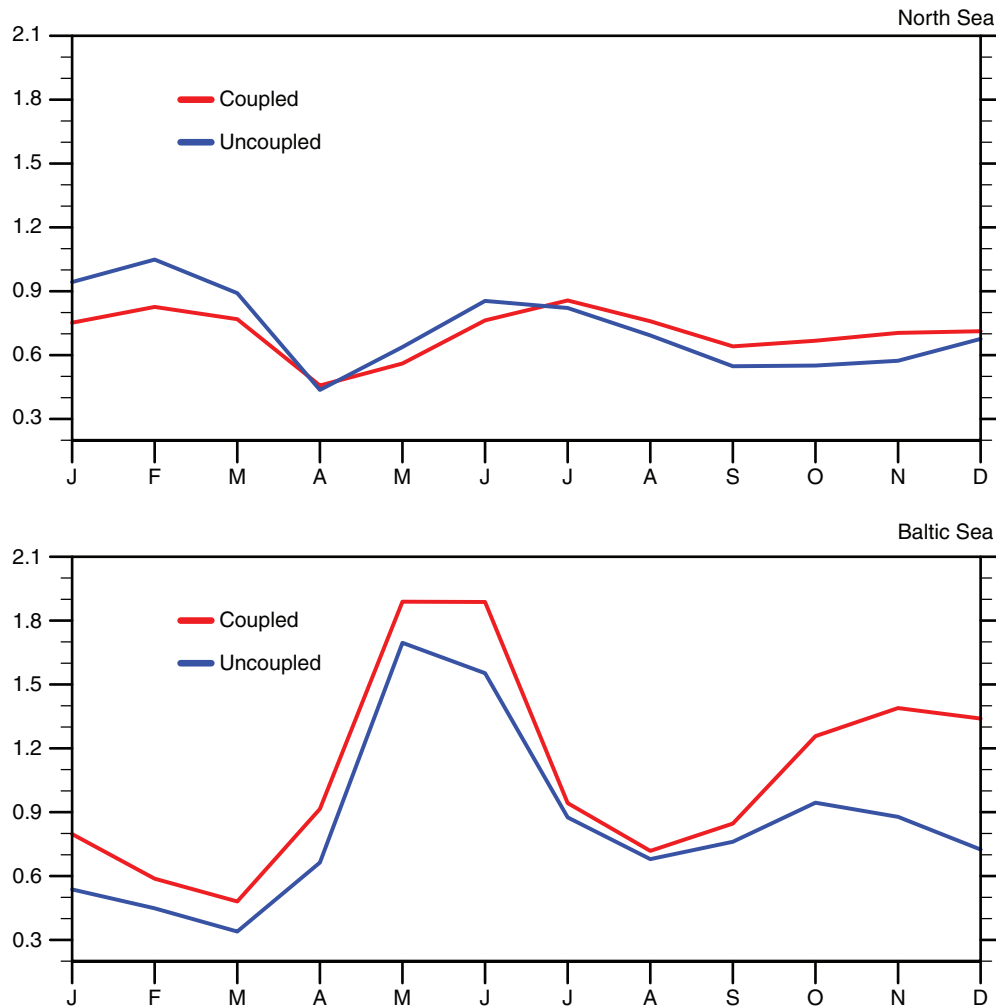 North Sea
2.1
1.8
1.5
1.2
0.9
0.6
0.3
Coupled
Uncoupled
J F M A M J J A S O N D
Baltic Sea
2.1
1.8
1.5
1.2
0.9
0.6
0.3
Coupled
Uncoupled
J F M A M J J A S O N D